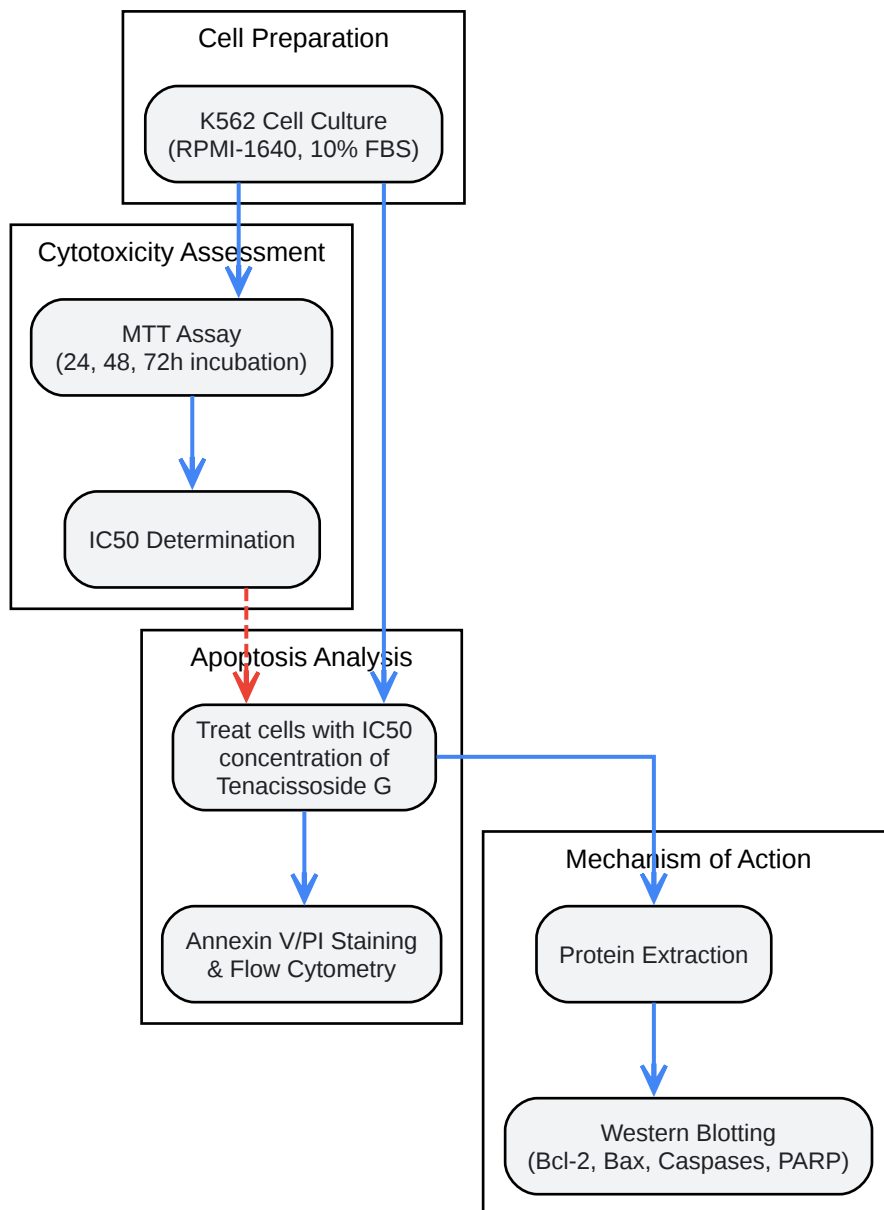 Cell Preparation
K562 Cell Culture
(RPMI-1640, 10% FBS)
Cytotoxicity Assessment
MTT Assay
(24, 48, 72h incubation)
IC50 Determination
Apoptosis Analysis
Treat cells with IC50
concentration of
Tenacissoside G
Annexin V/PI Staining
& Flow Cytometry
Mechanism of Action
Protein Extraction
Western Blotting
(Bcl-2, Bax, Caspases, PARP)